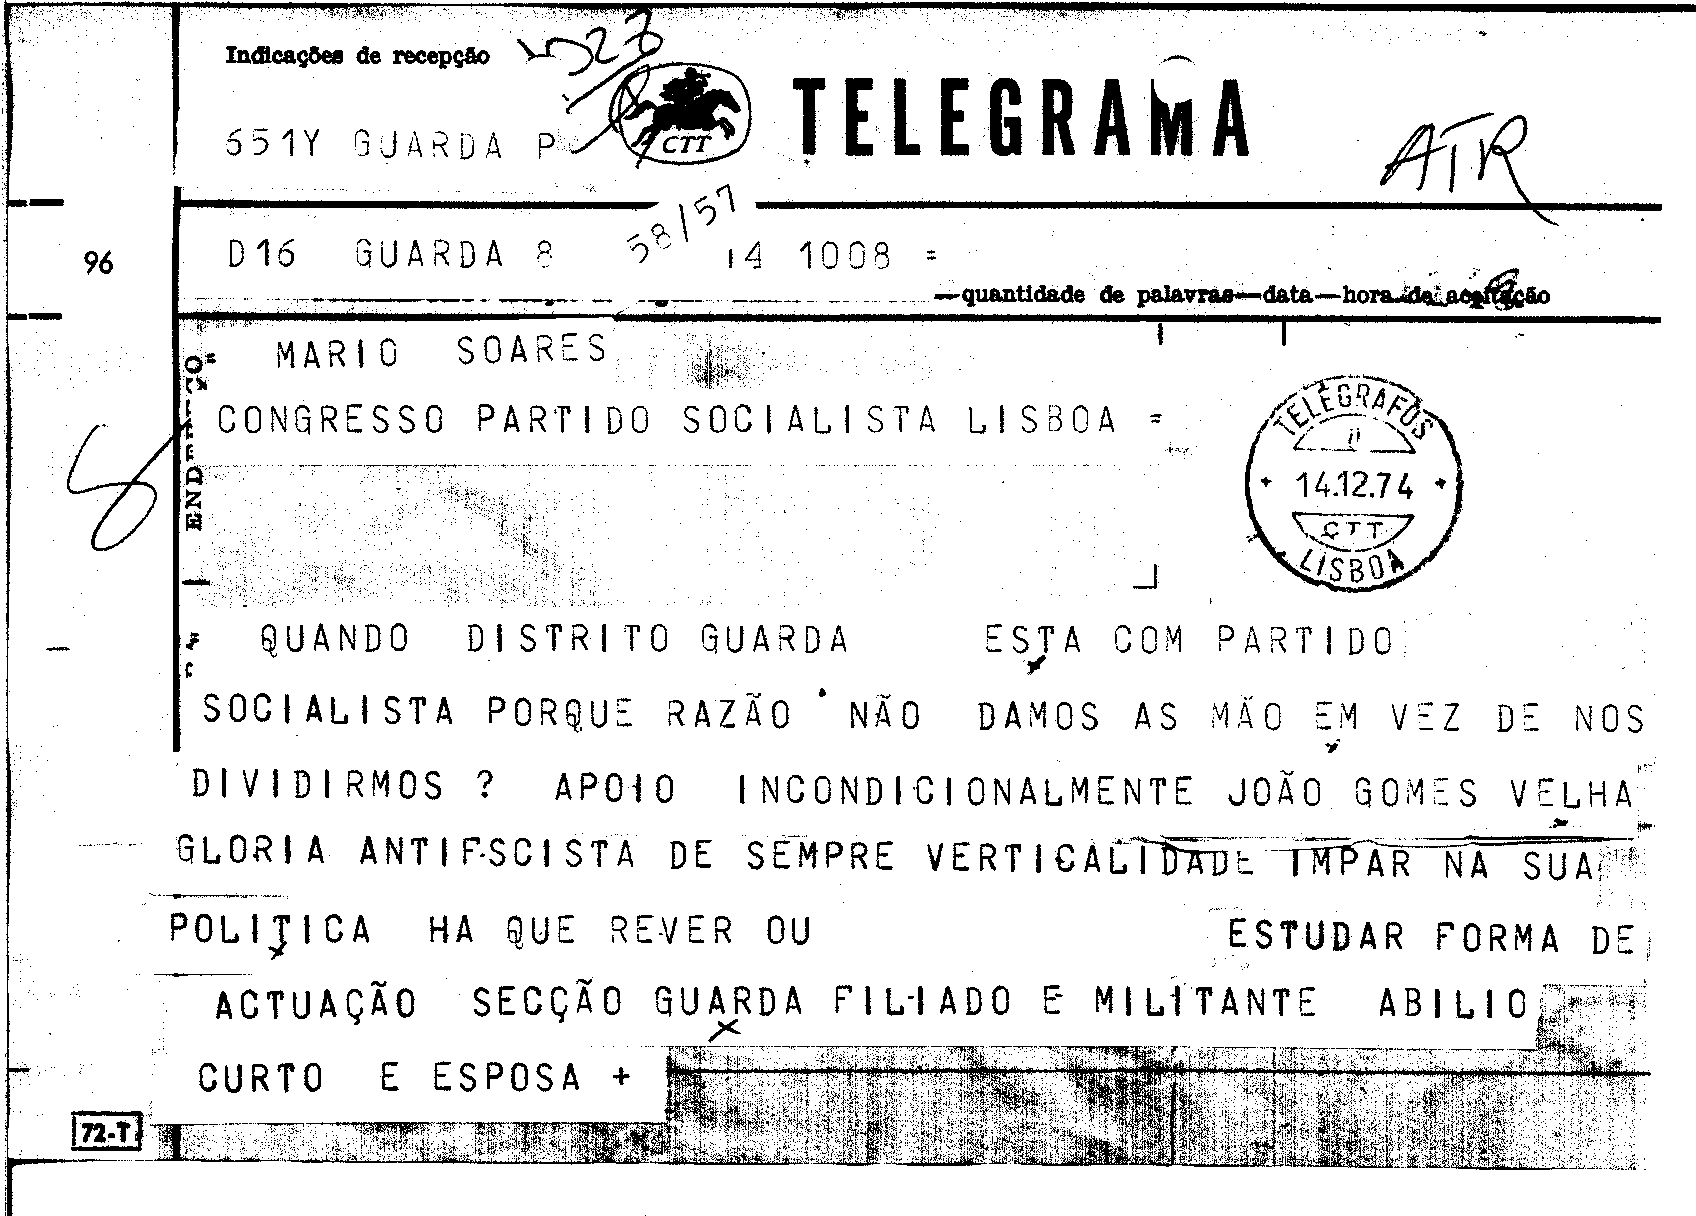 Indicações de recepção
TELEGRAMA
CTT
651Y GUARDA P
ATR
58/57
D16 GUARDA 8 14 1008 =
96
—quantidade de palavras—data—hora de aceitação
MARIO SOARES
CONGRESSO PARTIDO SOCIALISTA LISBOA =
TELÉGRAFOS
14.12.74
CTT
LISBOA
QUANDO DISTRITO GUARDA ESTA COM PARTIDO
SOCIALISTA PORQUE RAZÃO NÃO DAMOS AS MÃO EM VEZ DE NOS
DIVIDIRMOS ? APOIO INCONDICIONALMENTE JOÃO GOMES VELHA
GLORIA ANTIFSCISTA DE SEMPRE VERTICALIDADE IMPAR NA SUA
POLITICA HA QUE REVER OU ESTUDAR FORMA DE
ACTUAÇÃO SECÇÃO GUARDA FILIADO E MILITANTE ABILIO
CURTO E ESPOSA +
72-T